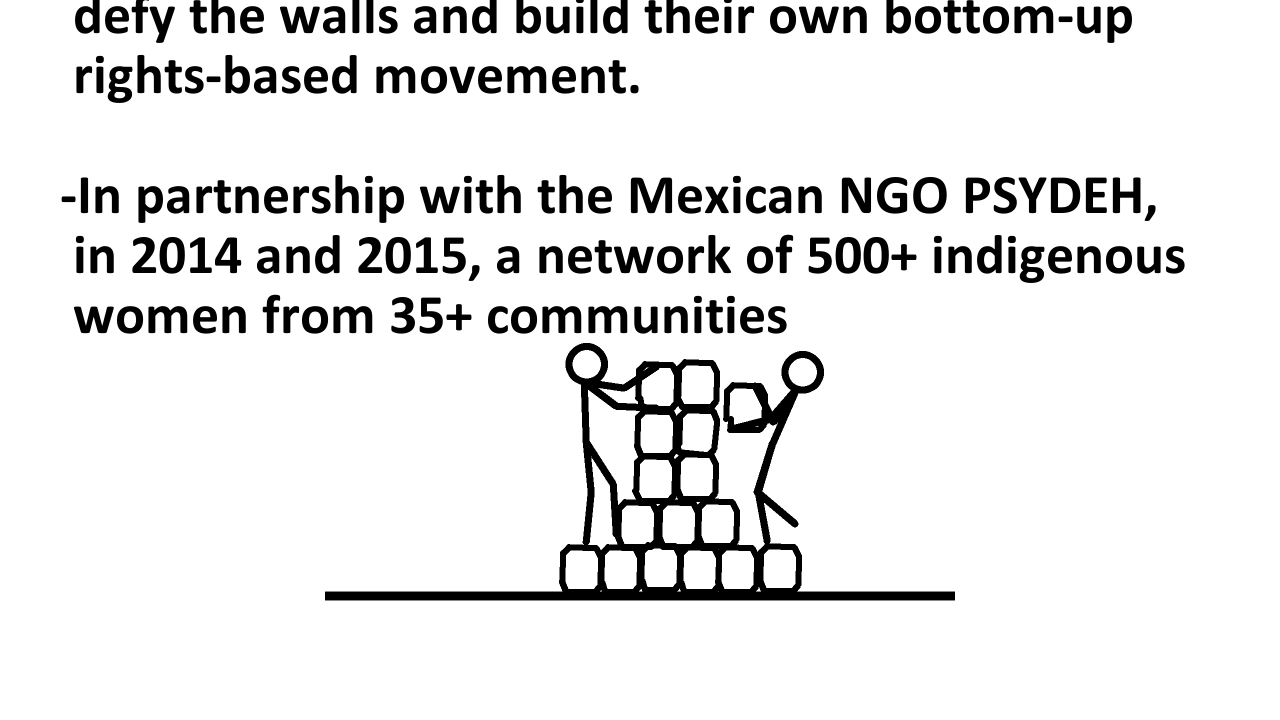 defy the walls and build their own bottom-up
rights-based movement.
-In partnership with the Mexican NGO PSYDEH,
in 2014 and 2015, a network of 500+ indigenous
women from 35+ communities